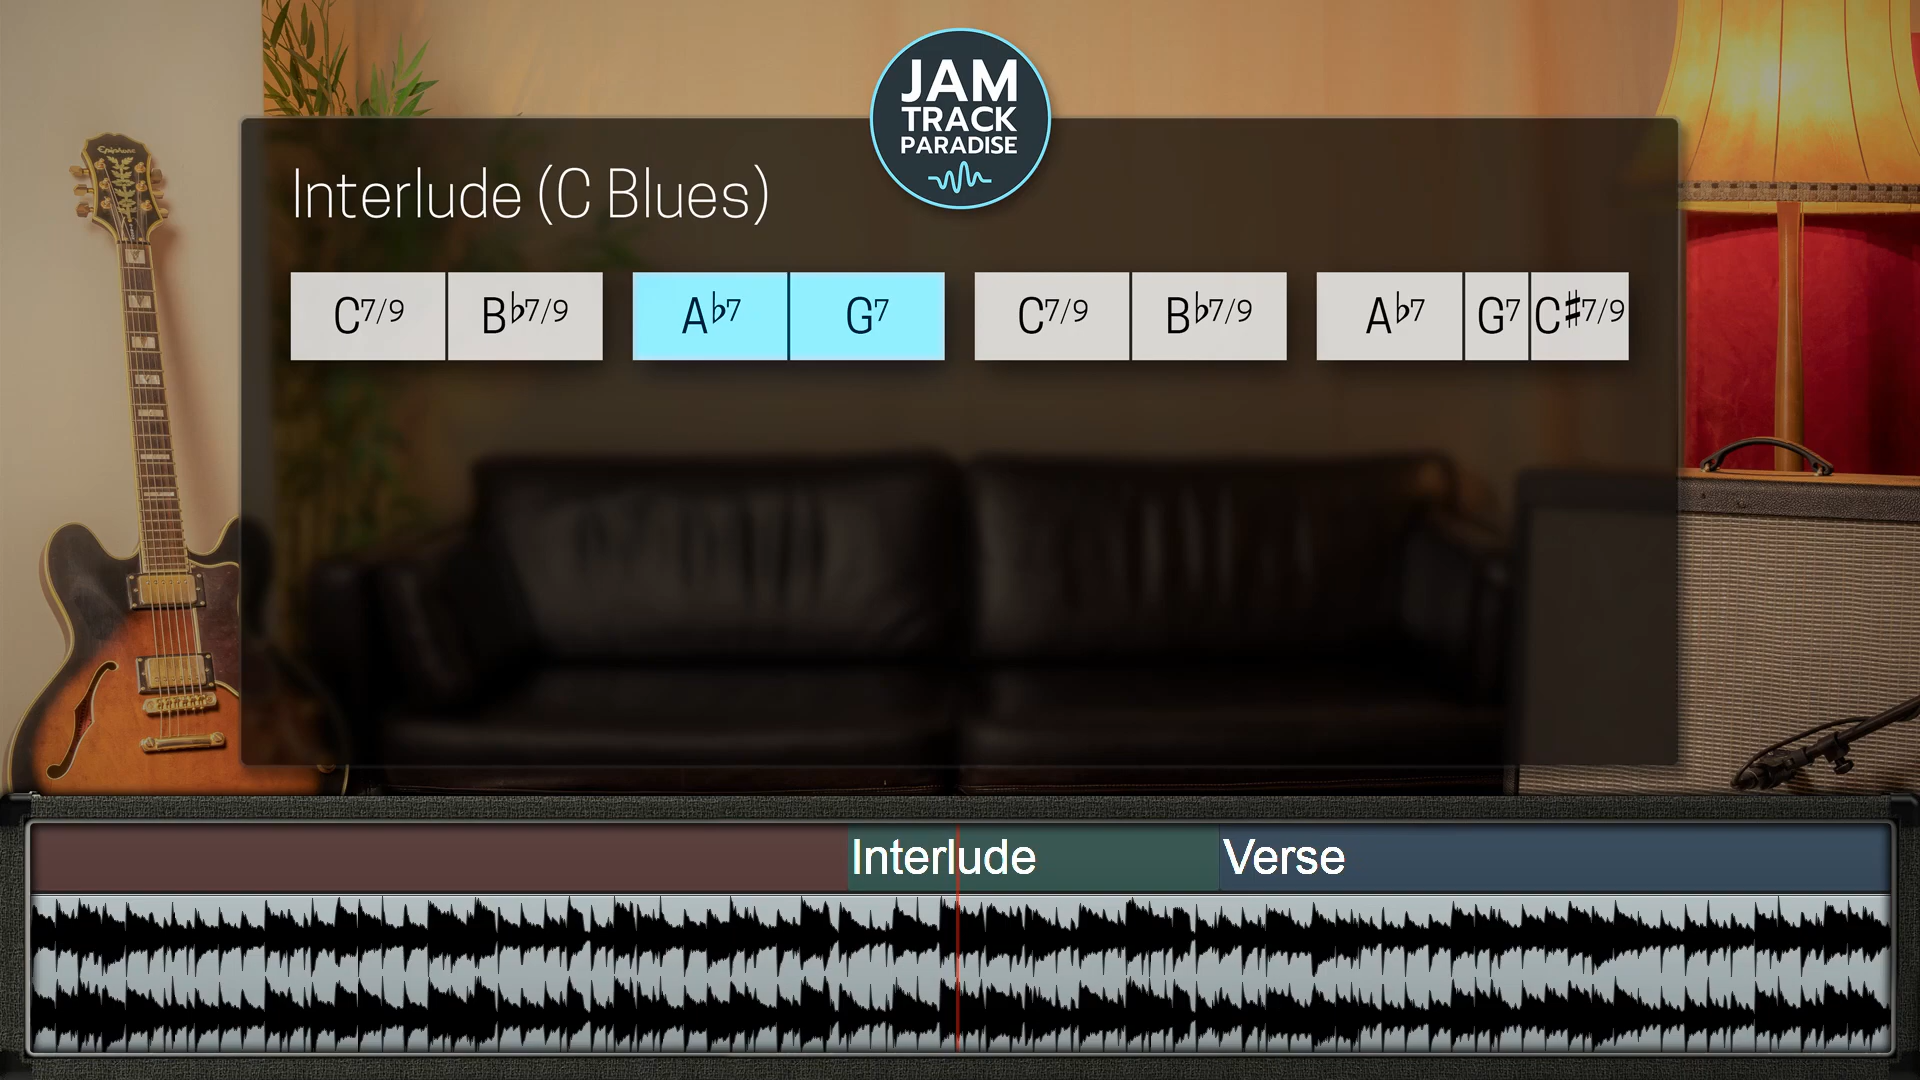 JAM
TRACK
PARADISE
Epiphone
Interlude (C Blues)
C7/9 B♭7/9 A♭7 G7 C7/9 B♭7/9 A♭7 G7 C♯7/9
Interlude Verse